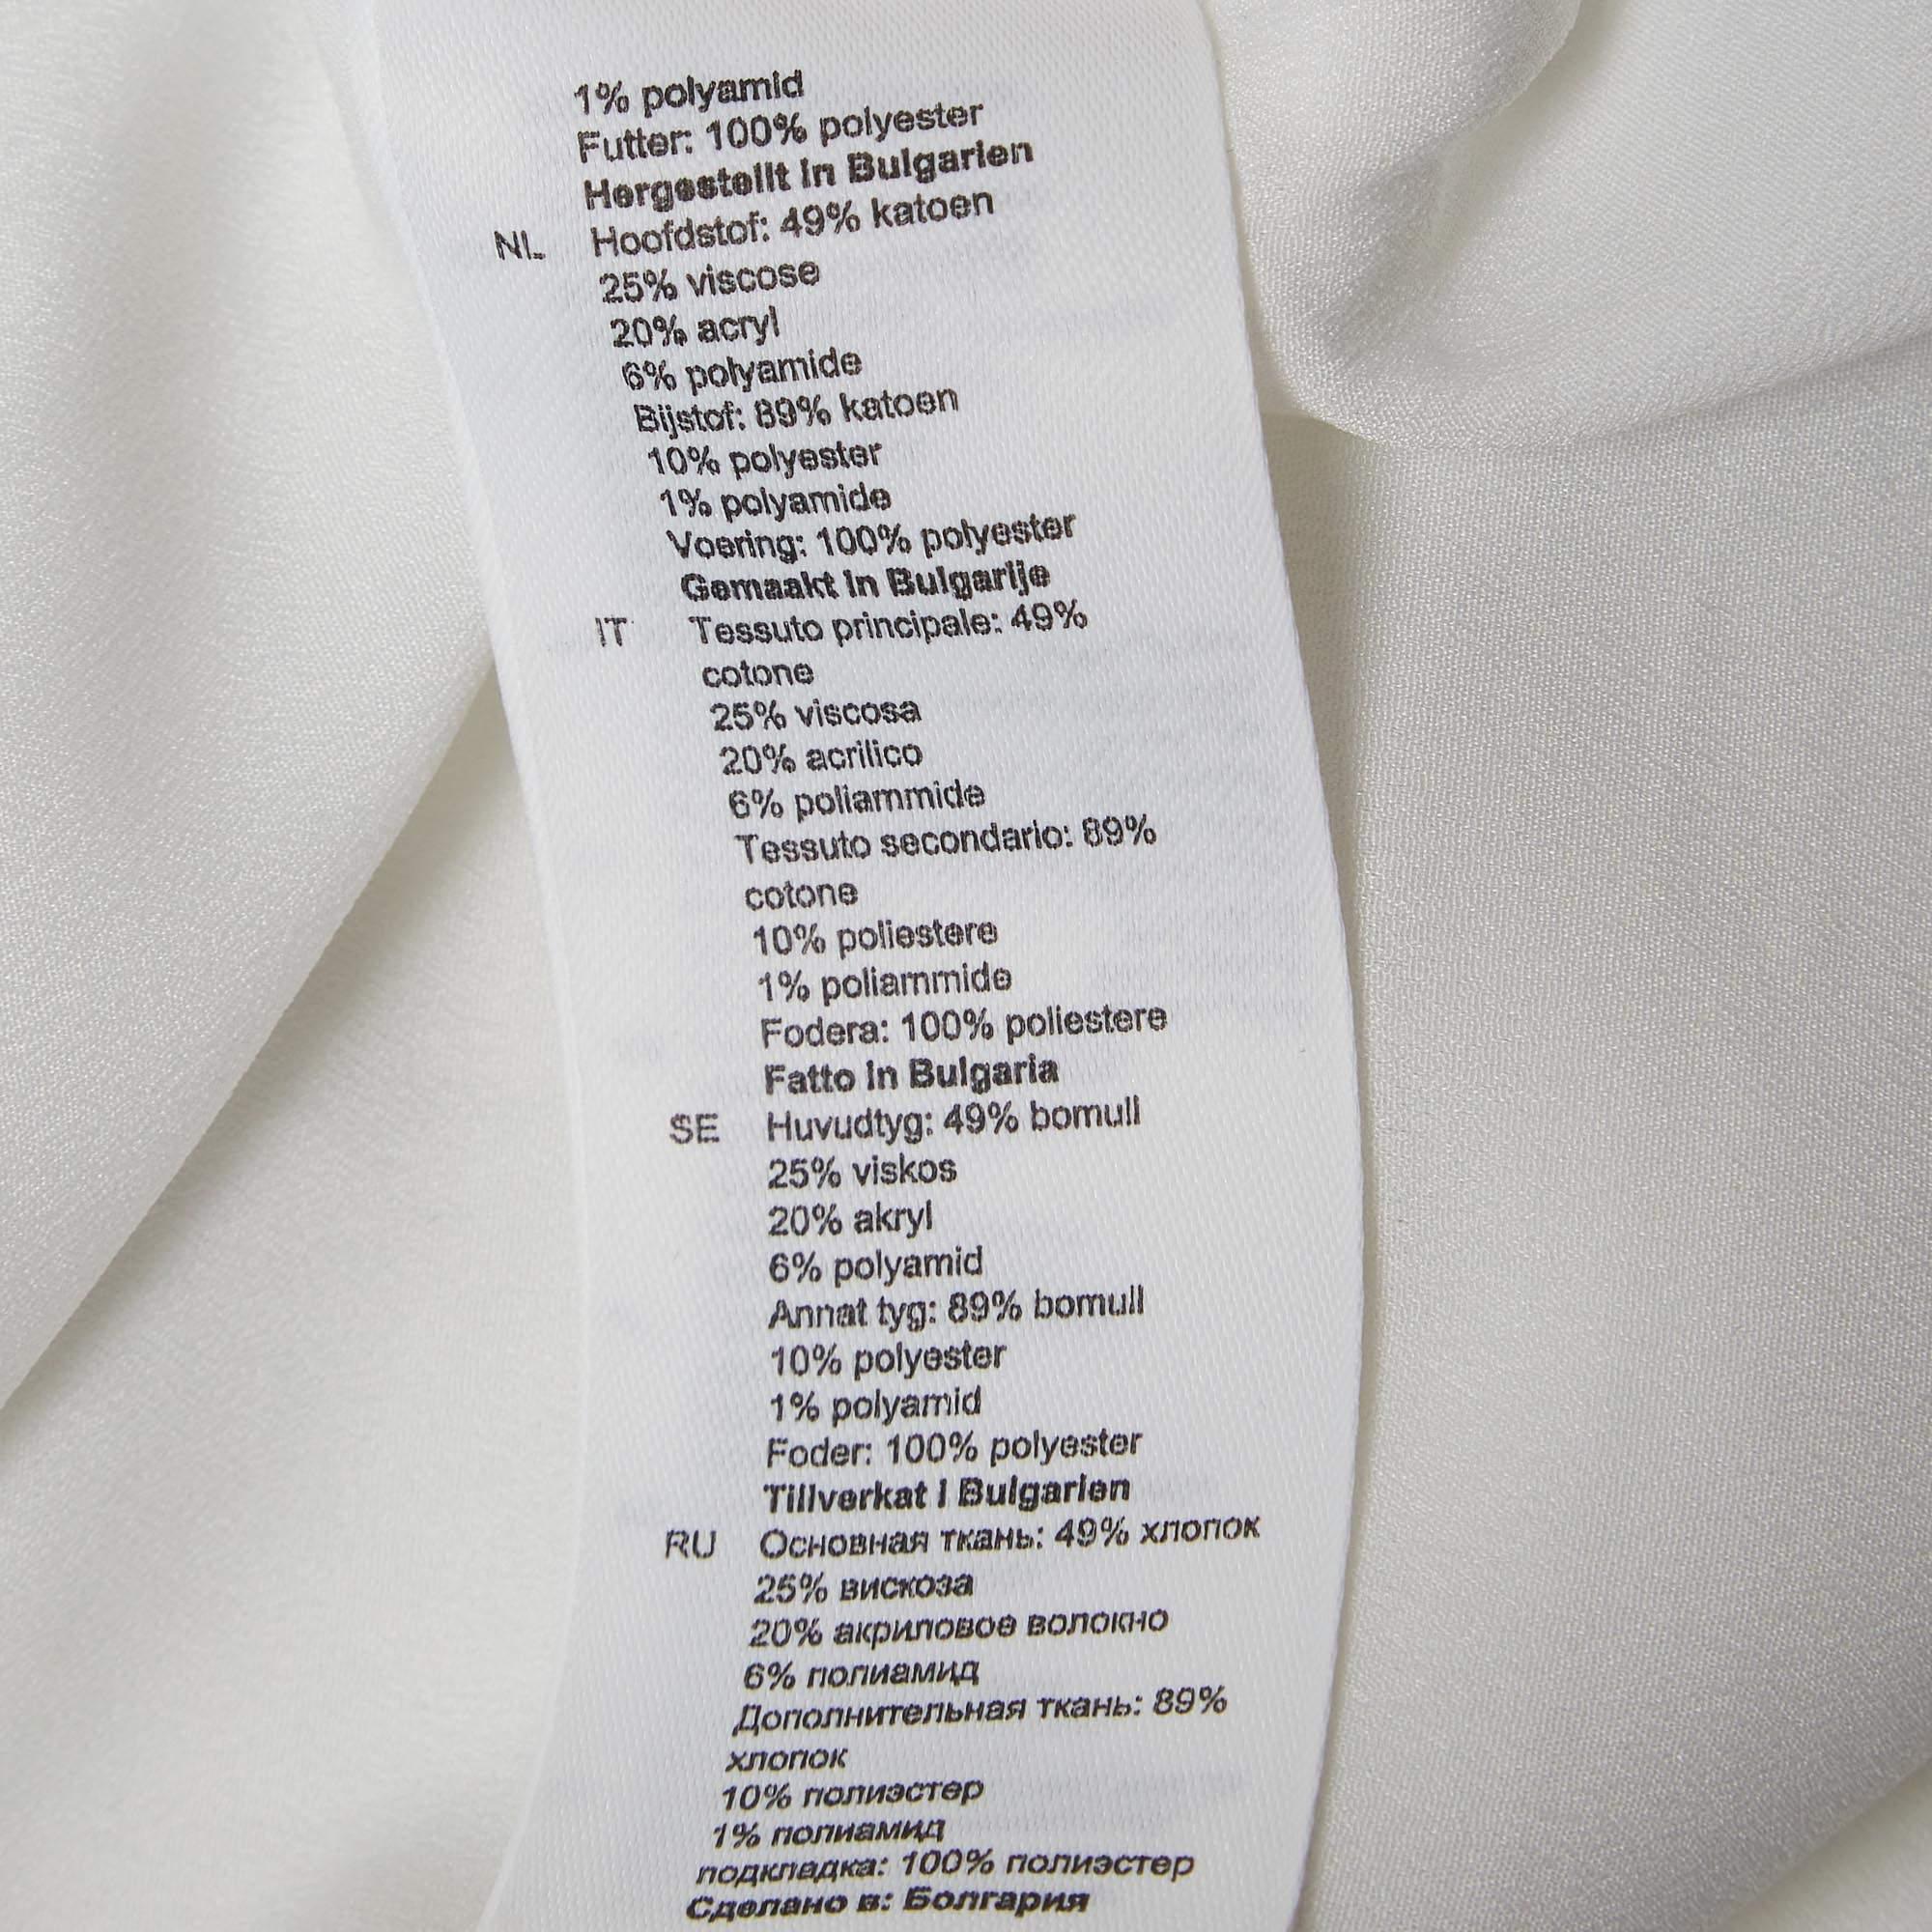 1% polyamid
Futter: 100% polyester
Hergestellt in Bulgarien
NL Hoofdstof: 49% katoen
25% viscose
20% acryl
6% polyamide
Bijstof: 89% katoen
10% polyester
1% polyamide
Voering: 100% polyester
Gemaakt in Bulgarije
IT Tessuto principale: 49%
cotone
25% viscosa
20% acrilico
6% poliammide
Tessuto secondario: 89%
cotone
10% poliestere
1% poliammide
Fodera: 100% poliestere
Fatto in Bulgaria
SE Huvudtyg: 49% bomull
25% viskos
20% akryl
6% polyamid
Annat tyg: 89% bomull
10% polyester
1% polyamid
Foder: 100% polyester
Tillverkat i Bulgarien
RU Основная ткань: 49% хлопок
25% вискоза
20% акриловое волокно
6% полиамид
Дополнительная ткань: 89%
хлопок
10% полиэстер
1% полиамид
подкладка: 100% полиэстер
Сделано в: Болгария